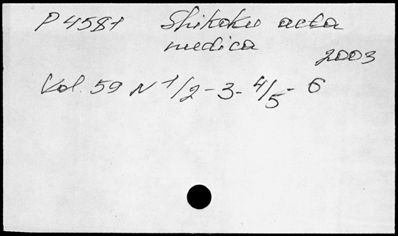 P 4581 Shikoku acta
medica
2003
Vol. 59 N 1/2 - 3 - 4/5 - 6